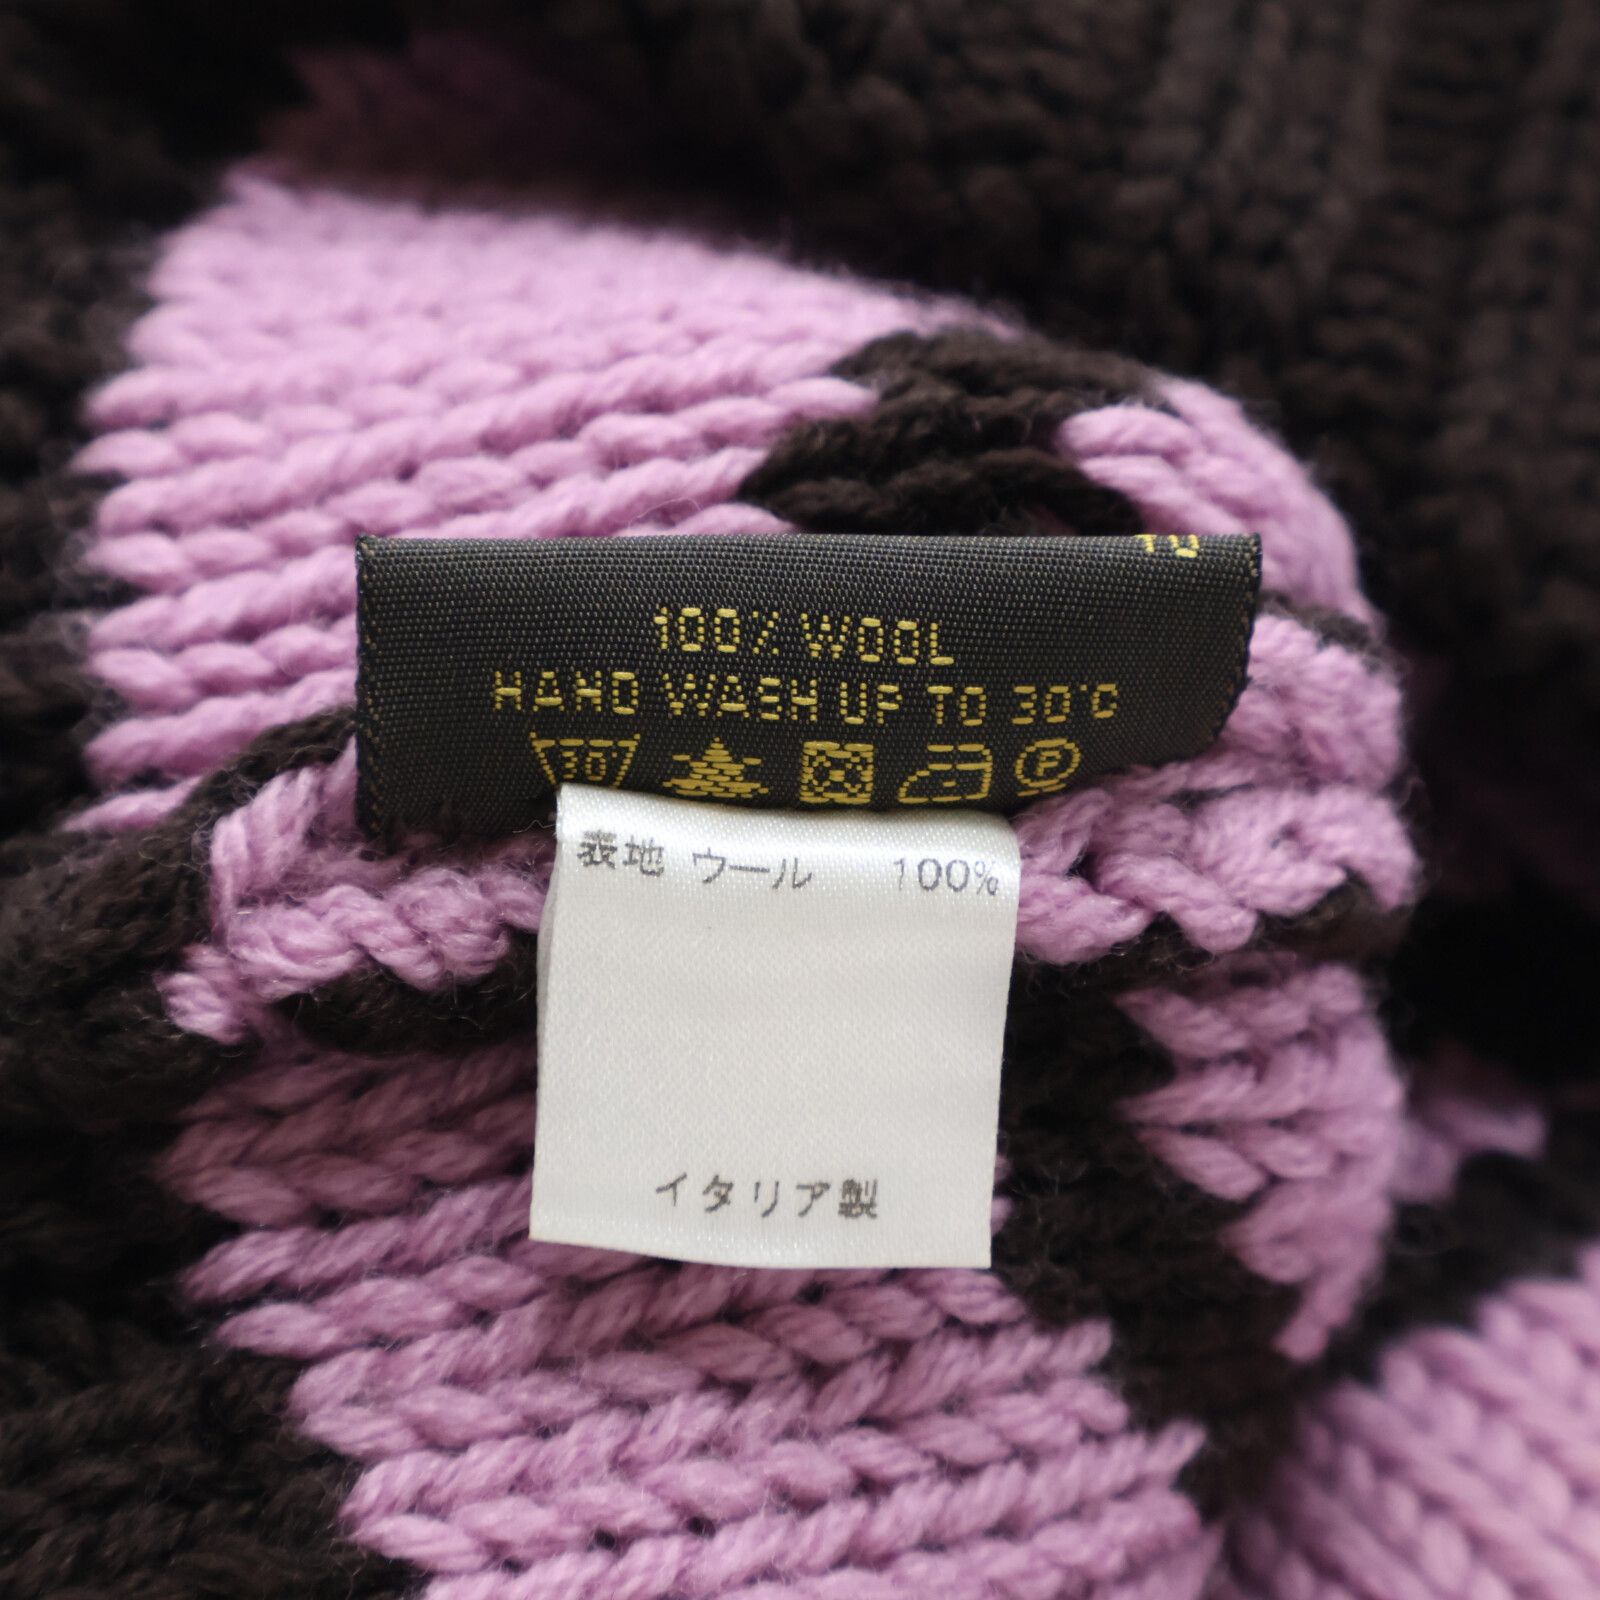 100% WOOL
HAND WASH UP TO 30°C
30 P
表地 ウール 100%
イタリア製